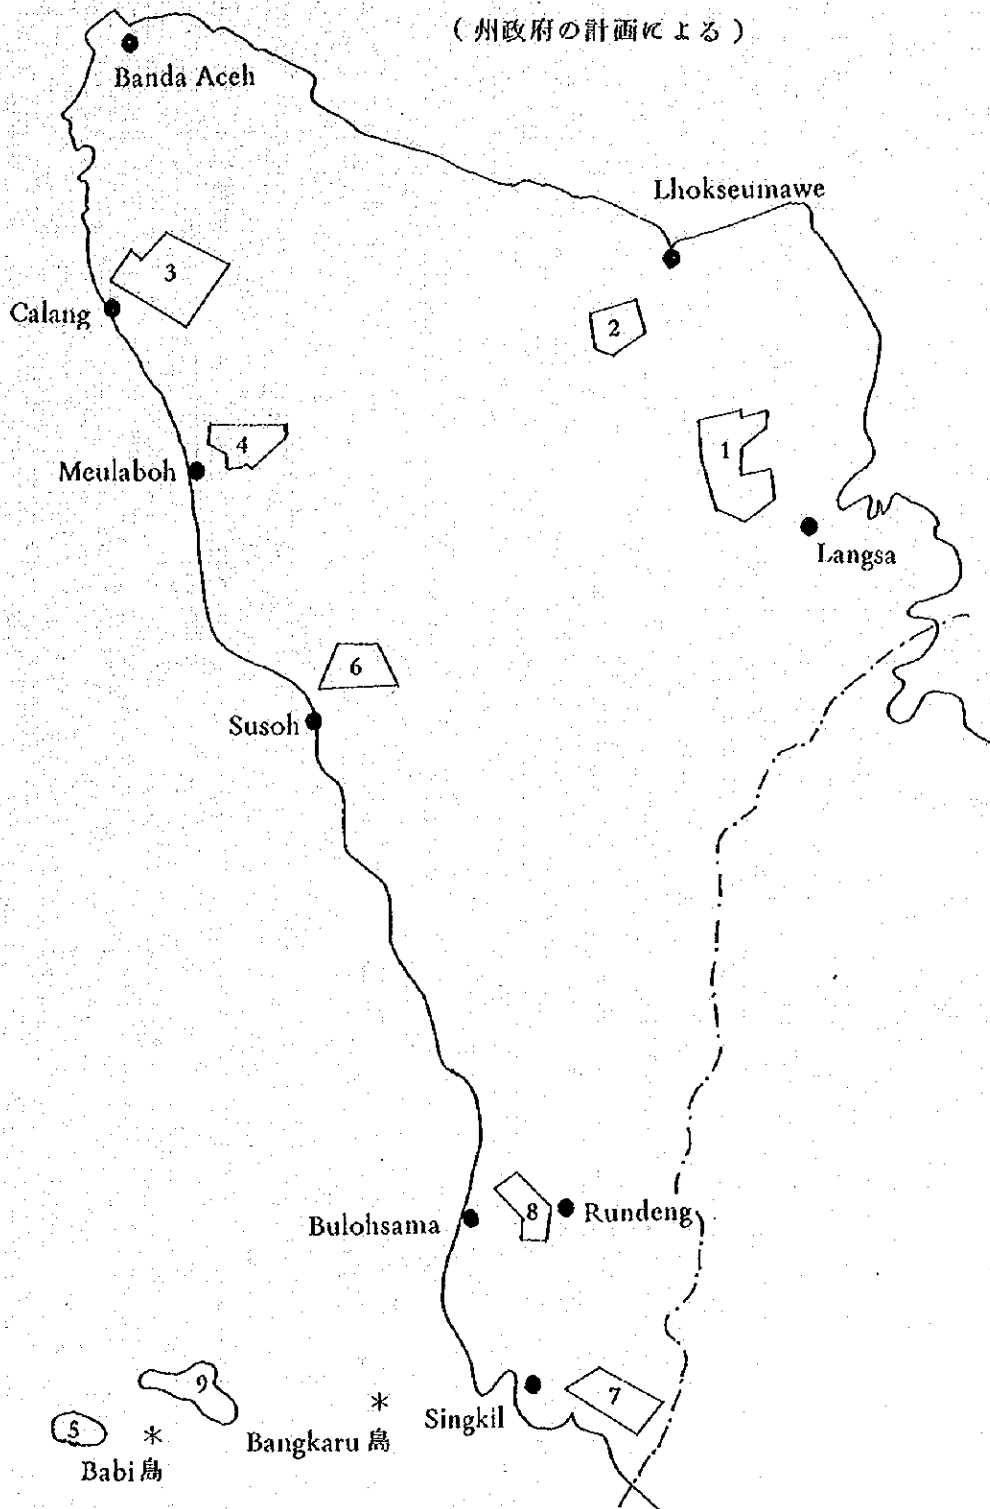 (州政府の計画による)
Banda Aceh
Lhokseumawe
3
Calang
2
4
1
Meulaboh
Langsa
6
Susoh
8
Rundeng
Bulohsama
9
7
5
*
*
Singkil
Bangkaru 島
Babi 島